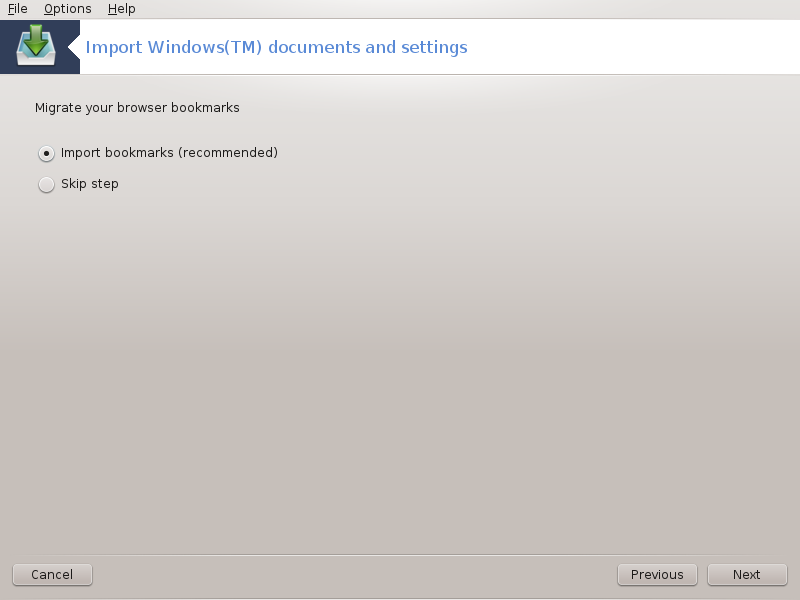 File Options Help
Import Windows(TM) documents and settings
Migrate your browser bookmarks
Import bookmarks (recommended)
Skip step
Cancel Previous Next